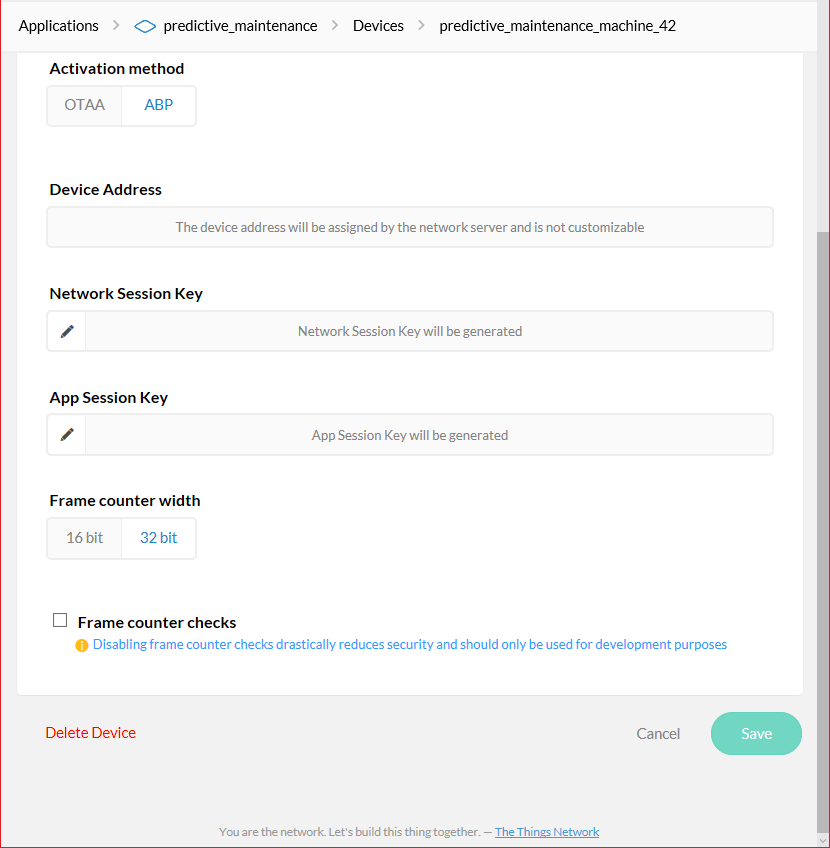 Applications > predictive_maintenance > Devices > predictive_maintenance_machine_42
Activation method
OTAA ABP
Device Address
The device address will be assigned by the network server and is not customizable
Network Session Key
Network Session Key will be generated
App Session Key
App Session Key will be generated
Frame counter width
16 bit 32 bit
Frame counter checks
Disabling frame counter checks drastically reduces security and should only be used for development purposes
Delete Device Cancel Save
You are the network. Let's build this thing together. — The Things Network